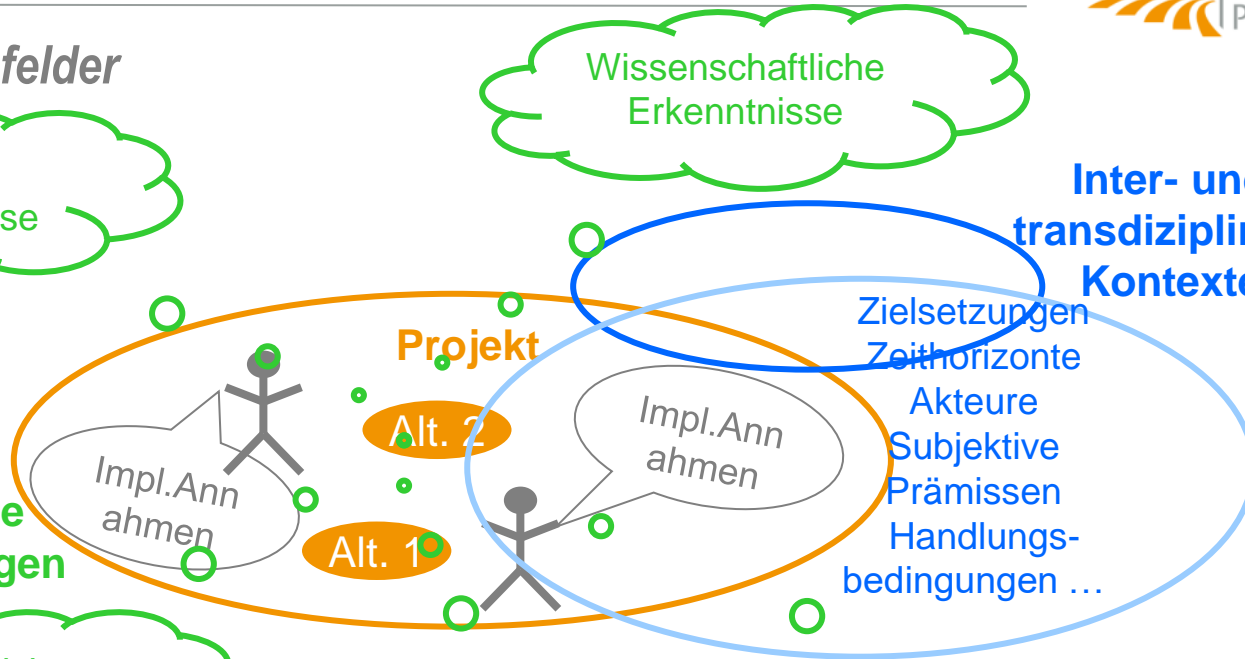 felder
Wissenschaftliche
Erkenntnisse
se
Inter- und
transdiziplin
Kontexte
Projekt
Zielsetzungen
Zeithorizonte
Akteure
Subjektive
Prämissen
Handlungs-
bedingungen …
Alt. 2
Impl.Ann
ahmen
Impl.Ann
ahmen
Alt. 1
e
gen